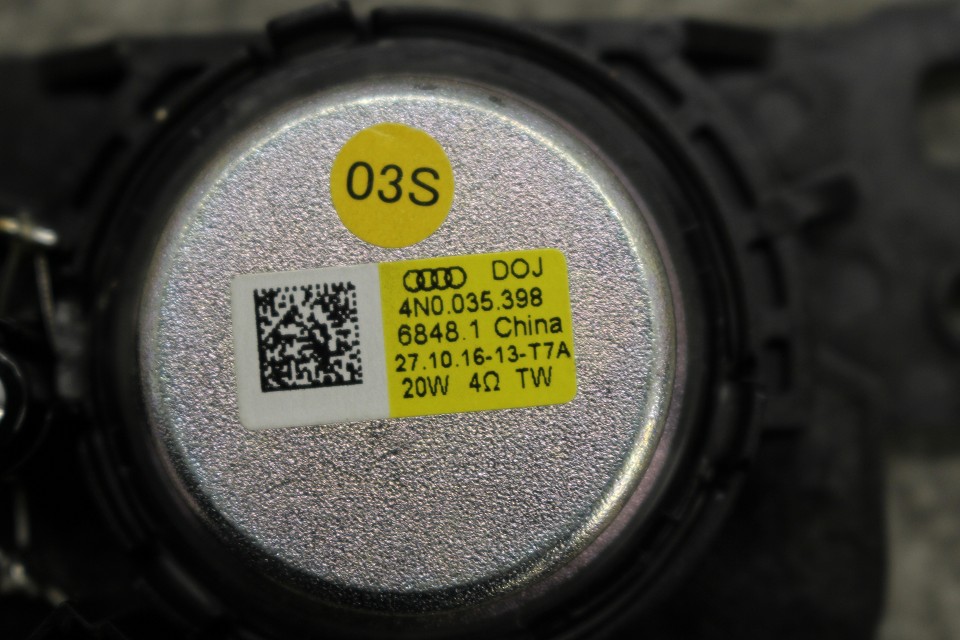 03S
DOJ
4N0.035.398
6848.1 China
27.10.16-13-T7A
20W 4Ω TW